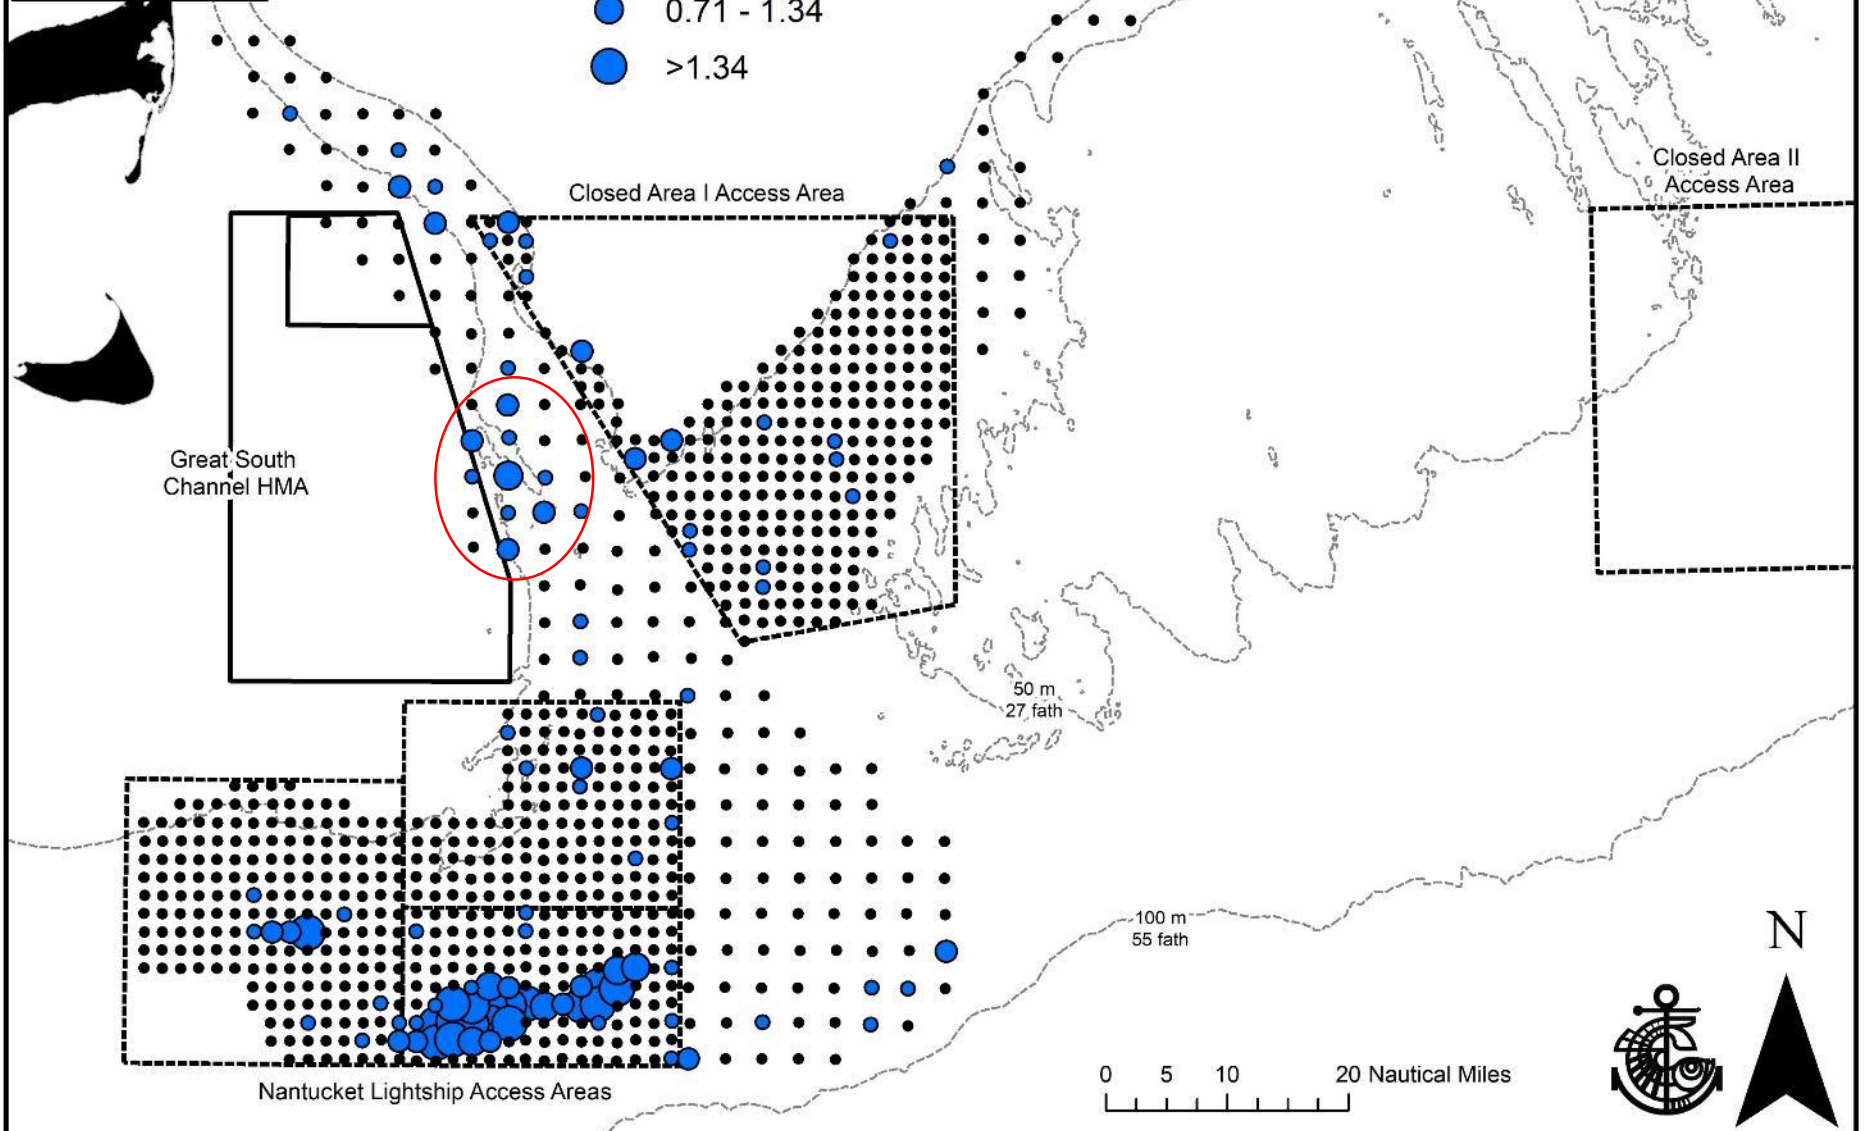 0.71 - 1.34
>1.34
Closed Area I Access Area
Closed Area II
Access Area
Great South
Channel HMA
50 m
27 fath
100 m
55 fath
N
0 5 10 20 Nautical Miles
Nantucket Lightship Access Areas